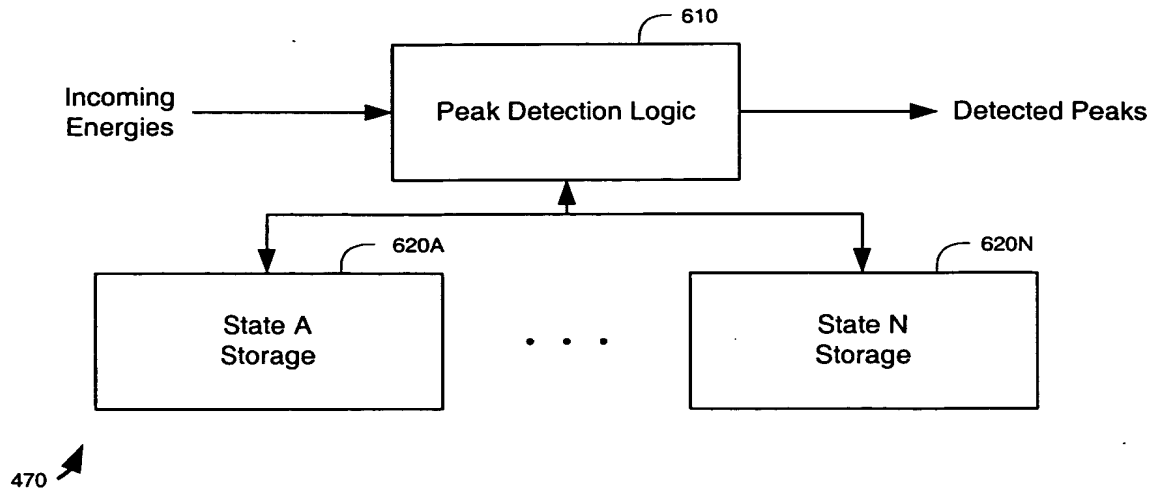 610
Incoming
Energies
Peak Detection Logic
Detected Peaks
620A
620N
State A
Storage
. . .
State N
Storage
470